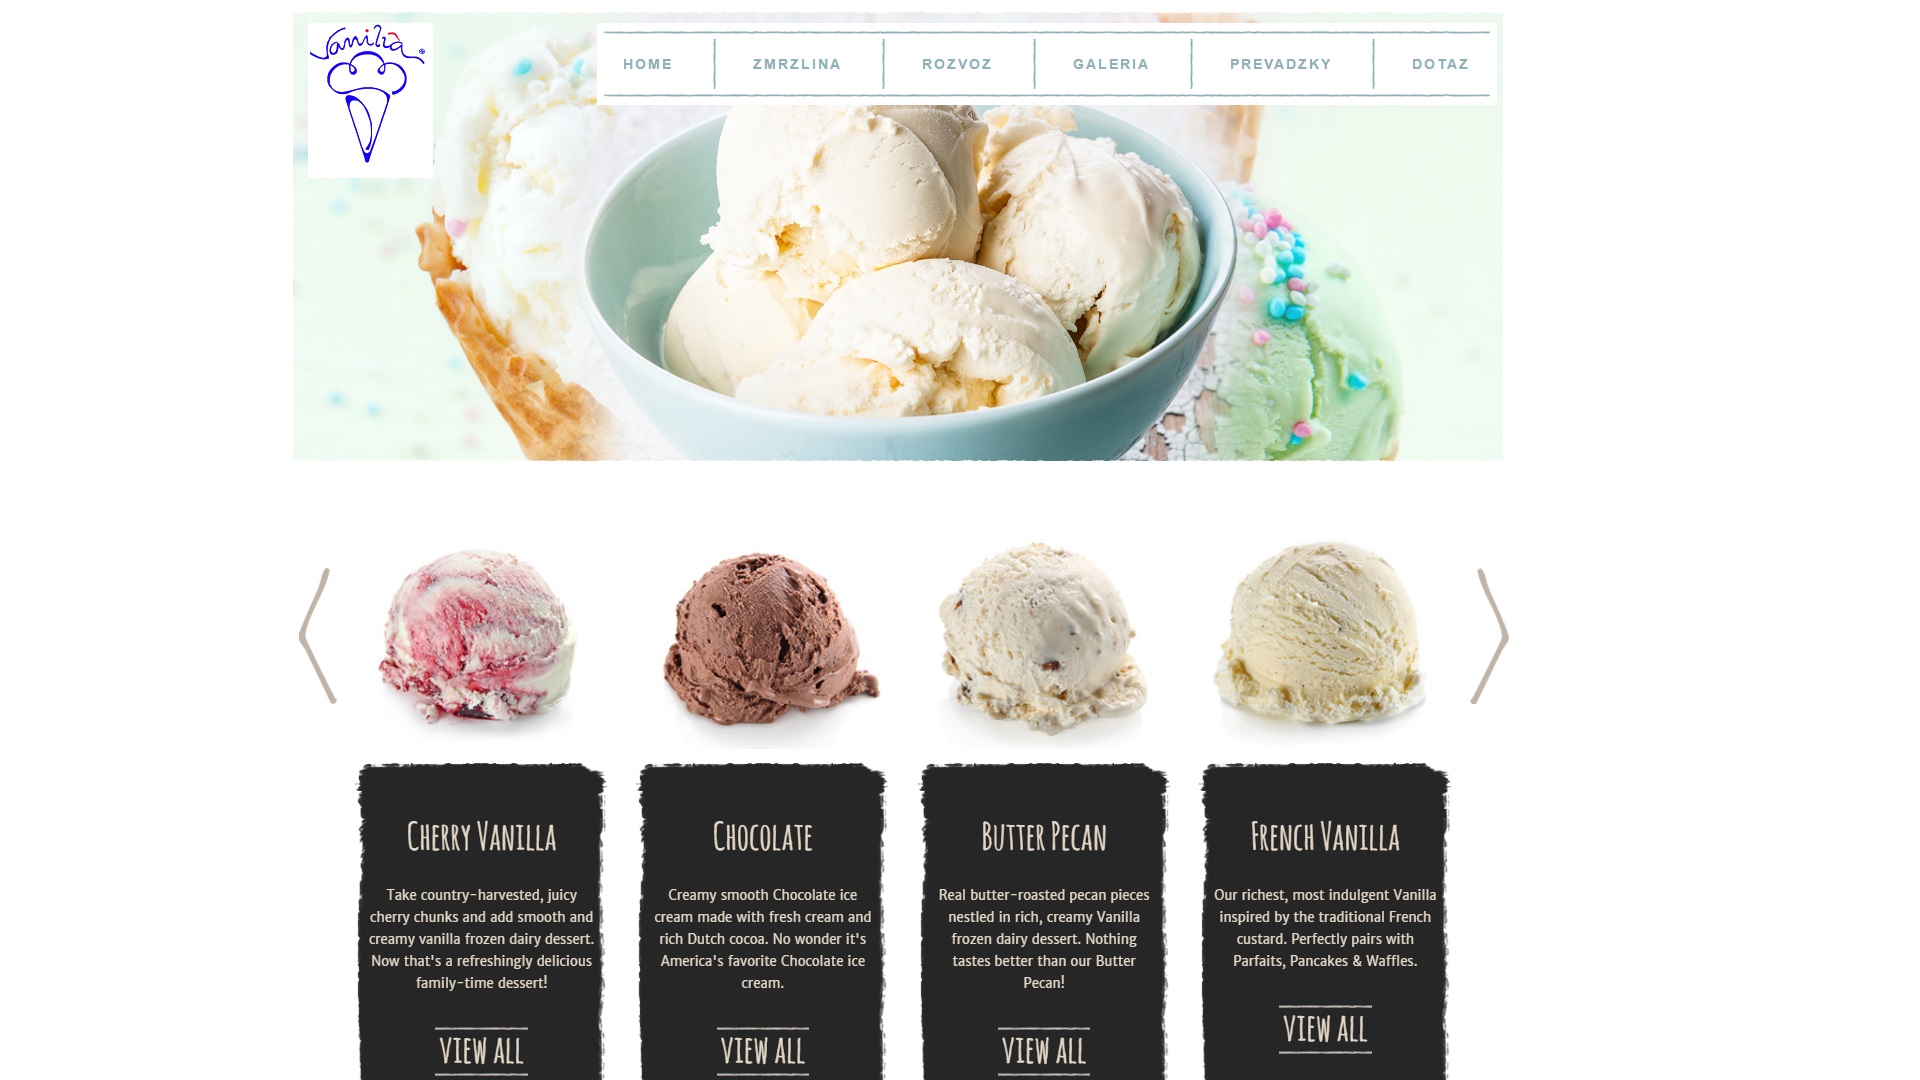 Vanilia ®
HOME
ZMRZLINA
ROZVOZ
GALERIA
PREVADZKY
DOTAZ
Cherry Vanilla
Take country-harvested, juicy
cherry chunks and add smooth and
creamy vanilla frozen dairy dessert.
Now that's a refreshingly delicious
family-time dessert!
VIEW ALL
Chocolate
Creamy smooth Chocolate ice
cream made with fresh cream and
rich Dutch cocoa. No wonder it's
America's favorite Chocolate ice
cream.
VIEW ALL
Butter Pecan
Real butter-roasted pecan pieces
nestled in rich, creamy Vanilla
frozen dairy dessert. Nothing
tastes better than our Butter
Pecan!
VIEW ALL
French Vanilla
Our richest, most indulgent Vanilla
inspired by the traditional French
custard. Perfectly pairs with
Parfaits, Pancakes & Waffles.
VIEW ALL